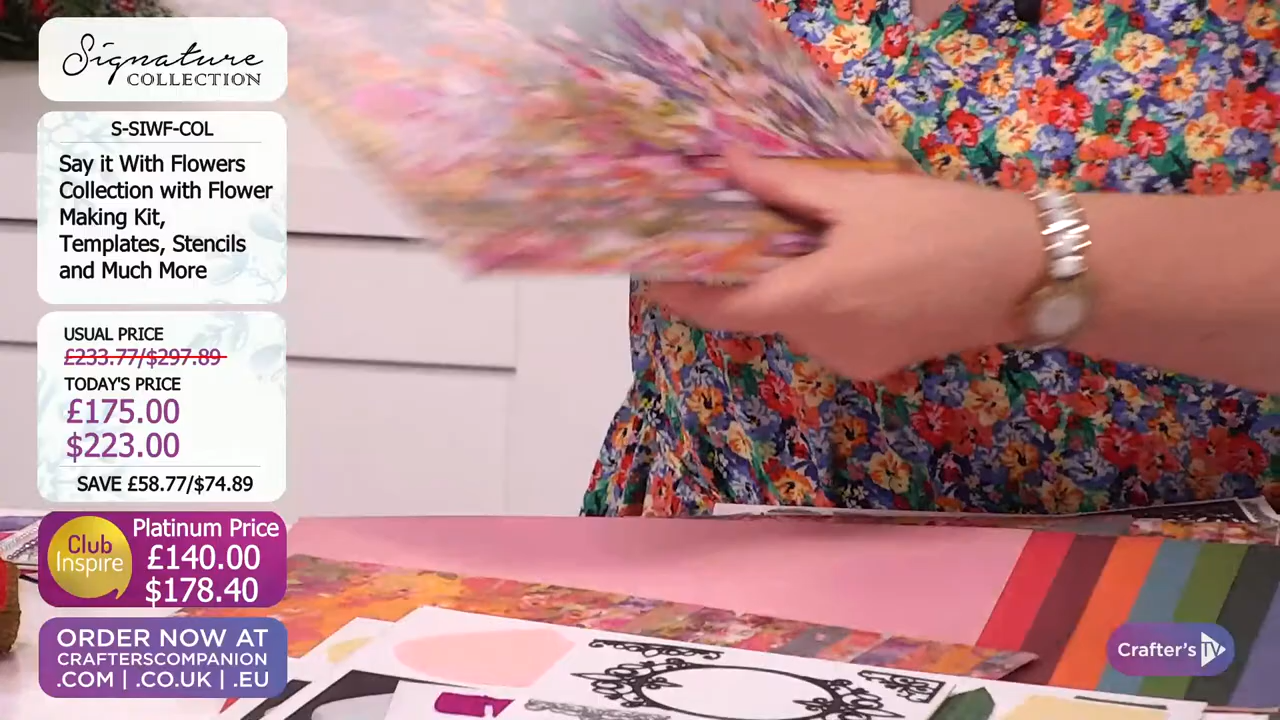 Signature
COLLECTION
S-SIWF-COL
Say it With Flowers
Collection with Flower
Making Kit,
Templates, Stencils
and Much More
USUAL PRICE
£233.77/$297.89
TODAY'S PRICE
£175.00
$223.00
SAVE £58.77/$74.89
Club
Inspire
Platinum Price
£140.00
$178.40
ORDER NOW AT
CRAFTERSCOMPANION
.COM | .CO.UK | .EU
Crafter's TV